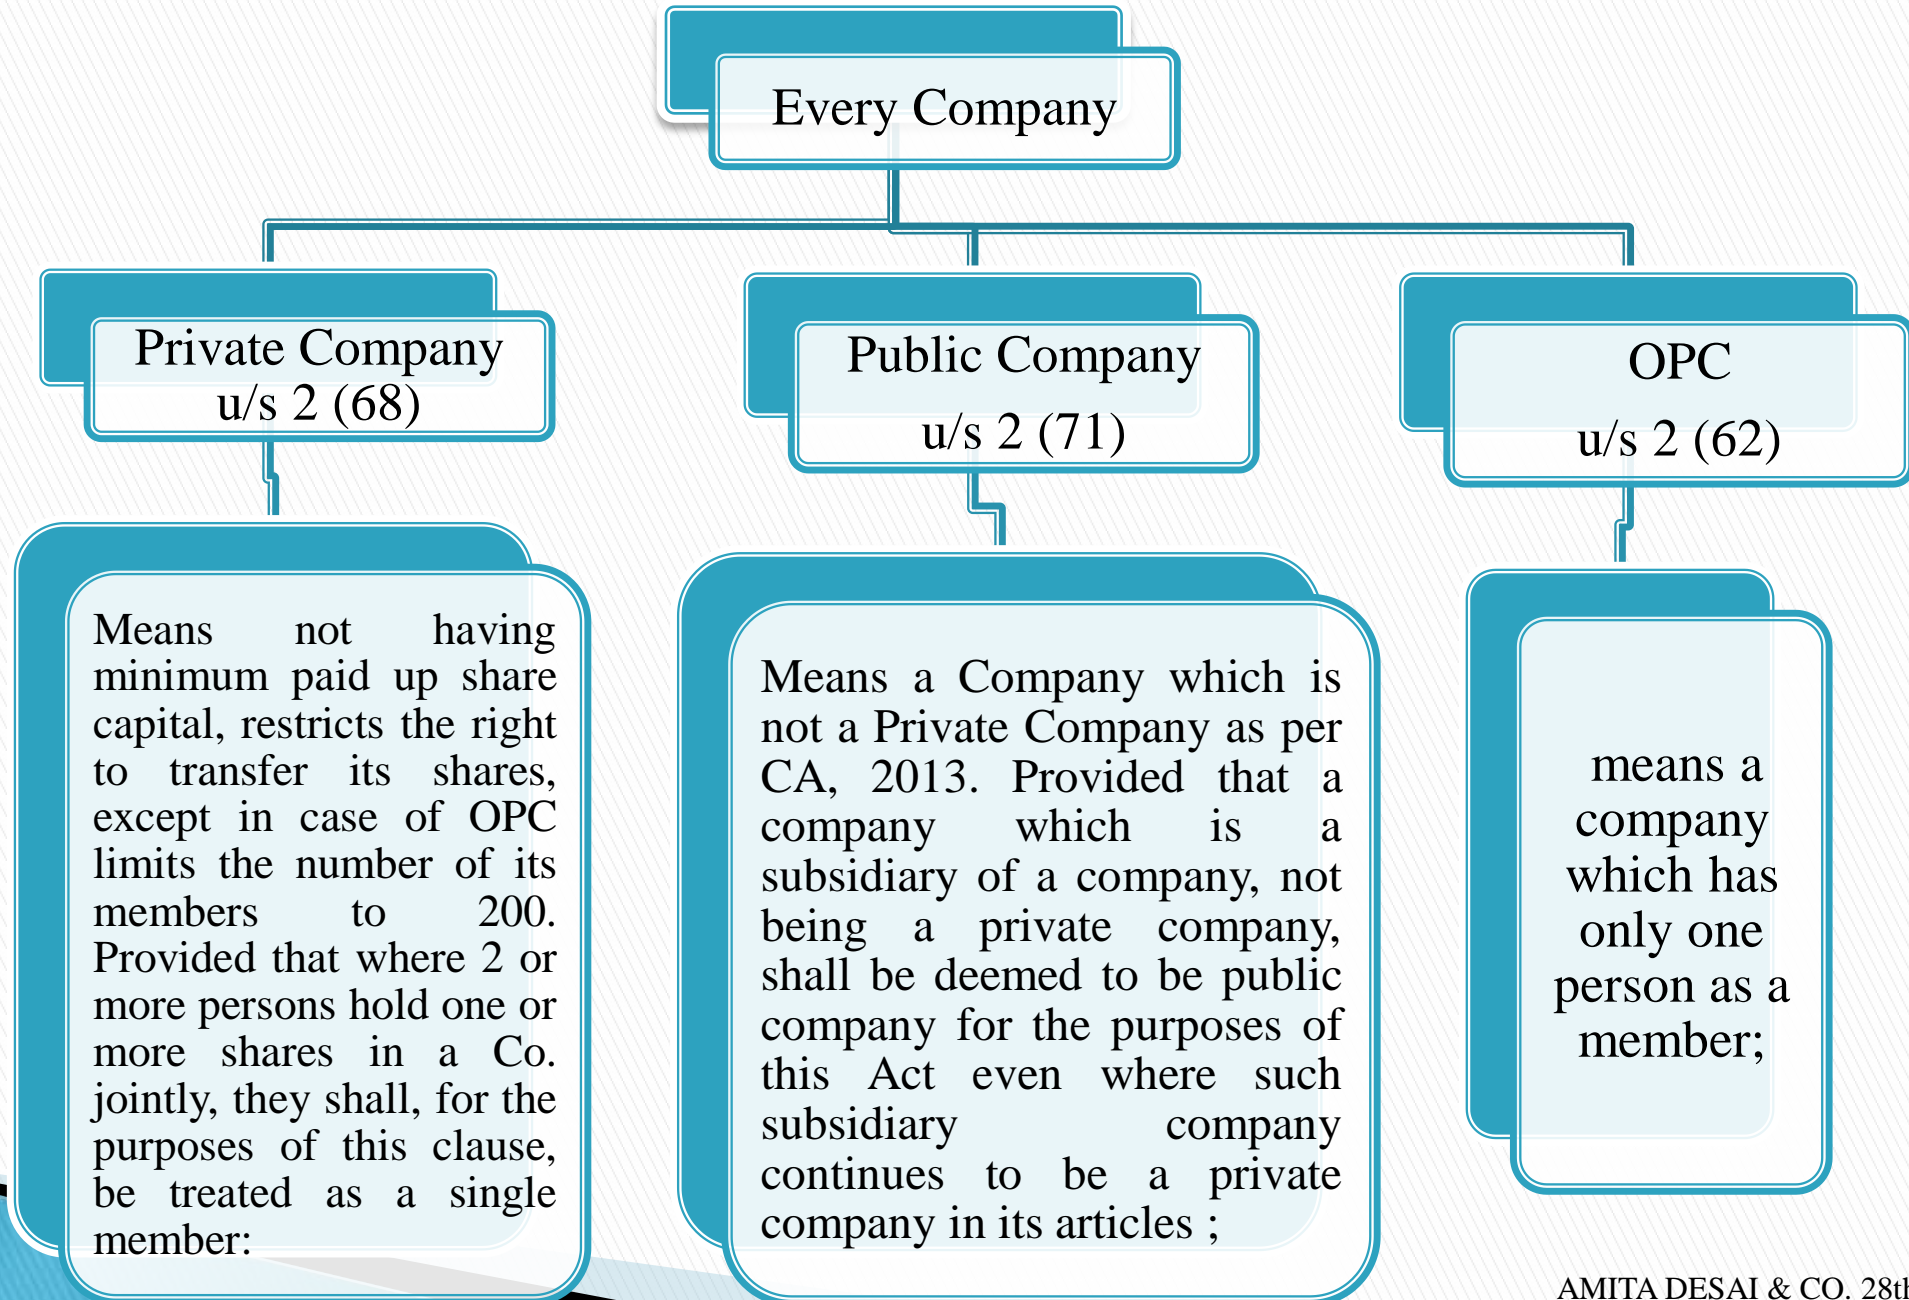 Every Company
Private Company
u/s 2 (68)
Public Company
u/s 2 (71)
OPC
u/s 2 (62)
Means not having
minimum paid up share
capital, restricts the right
to transfer its shares,
except in case of OPC
limits the number of its
members to 200.
Provided that where 2 or
more persons hold one or
more shares in a Co.
jointly, they shall, for the
purposes of this clause,
be treated as a single
member:
Means a Company which is
not a Private Company as per
CA, 2013. Provided that a
company which is a
subsidiary of a company, not
being a private company,
shall be deemed to be public
company for the purposes of
this Act even where such
subsidiary company
continues to be a private
company in its articles ;
means a
company
which has
only one
person as a
member;
AMITA DESAI & CO. 28th